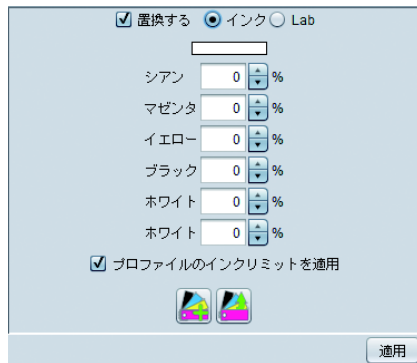 置換する インク Lab
シアン 0 %
マゼンタ 0 %
イエロー 0 %
ブラック 0 %
ホワイト 0 %
ホワイト 0 %
プロファイルのインクリミットを適用
適用